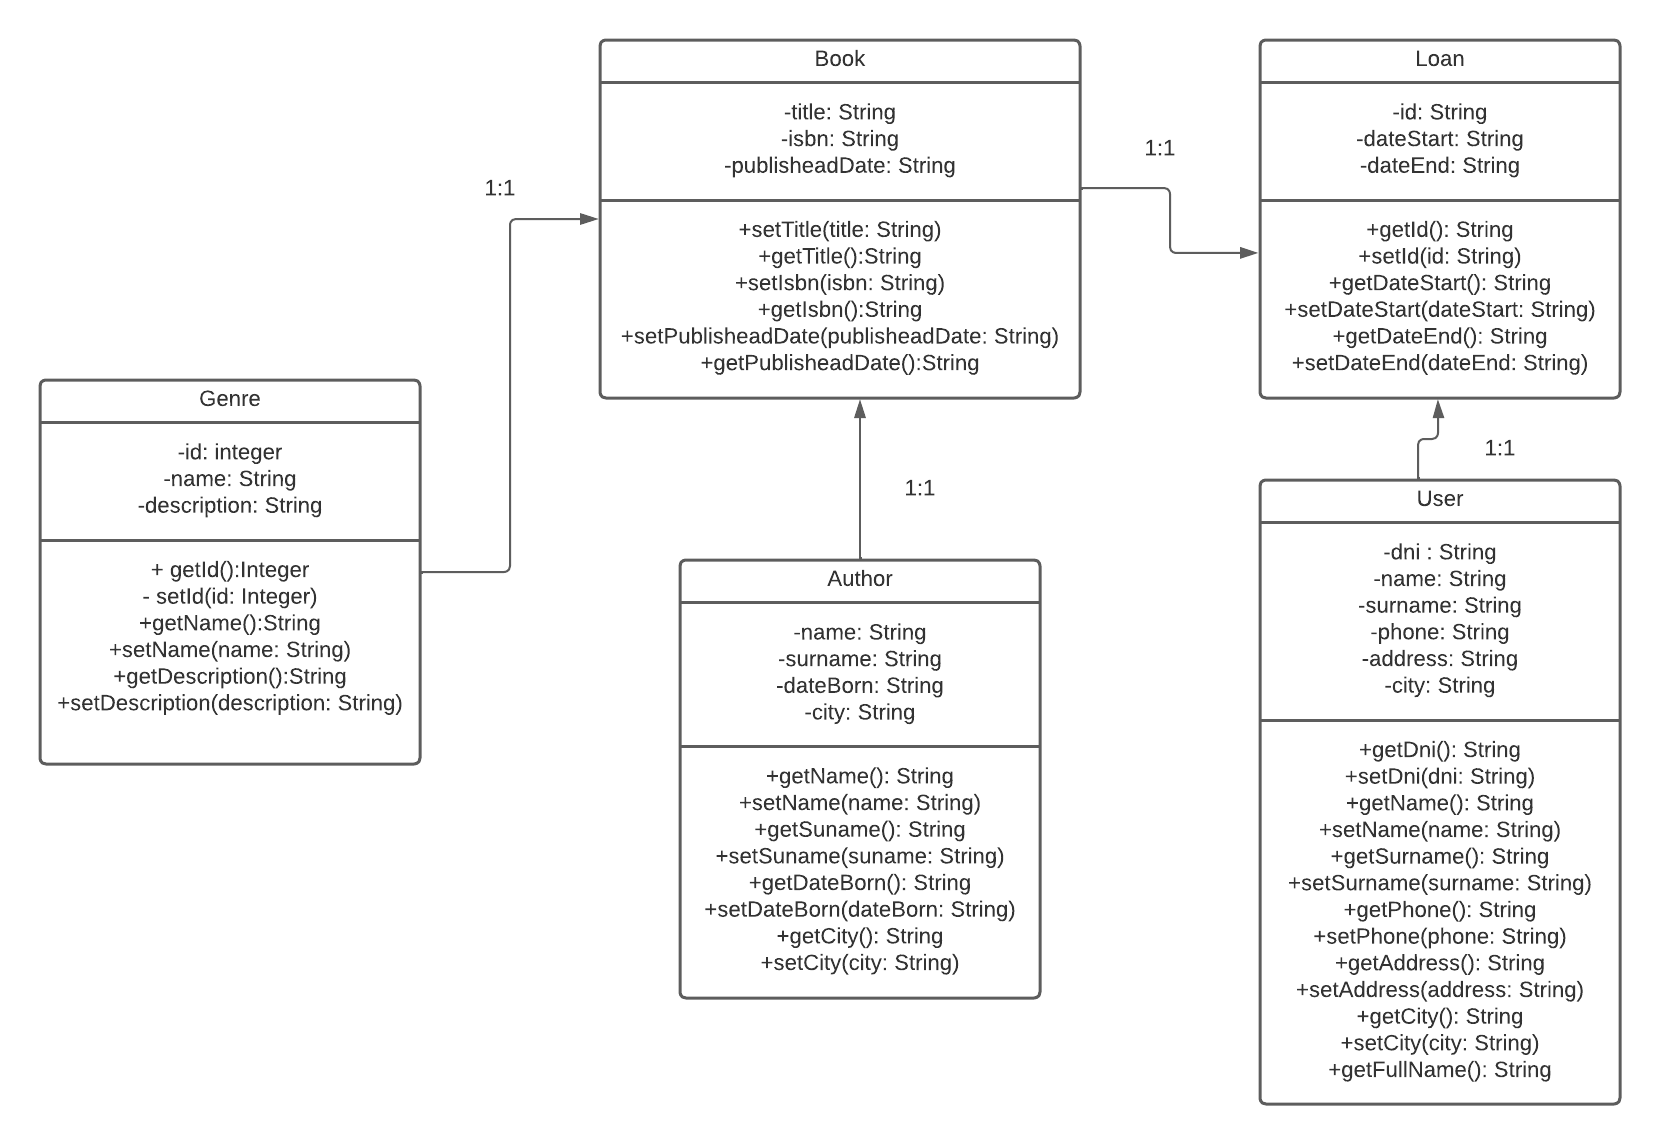 Book
-title: String
-isbn: String
-publisheadDate: String
+setTitle(title: String)
+getTitle():String
+setIsbn(isbn: String)
+getIsbn():String
+setPublisheadDate(publisheadDate: String)
+getPublisheadDate():String
Loan
-id: String
-dateStart: String
-dateEnd: String
+getId(): String
+setId(id: String)
+getDateStart(): String
+setDateStart(dateStart: String)
+getDateEnd(): String
+setDateEnd(dateEnd: String)
1:1
1:1
Genre
-id: integer
-name: String
-description: String
+ getId():Integer
- setId(id: Integer)
+getName():String
+setName(name: String)
+getDescription():String
+setDescription(description: String)
1:1
1:1
Author
-name: String
-surname: String
-dateBorn: String
-city: String
+getName(): String
+setName(name: String)
+getSuname(): String
+setSuname(suname: String)
+getDateBorn(): String
+setDateBorn(dateBorn: String)
+getCity(): String
+setCity(city: String)
User
-dni : String
-name: String
-surname: String
-phone: String
-address: String
-city: String
+getDni(): String
+setDni(dni: String)
+getName(): String
+setName(name: String)
+getSurname(): String
+setSurname(surname: String)
+getPhone(): String
+setPhone(phone: String)
+getAddress(): String
+setAddress(address: String)
+getCity(): String
+setCity(city: String)
+getFullName(): String